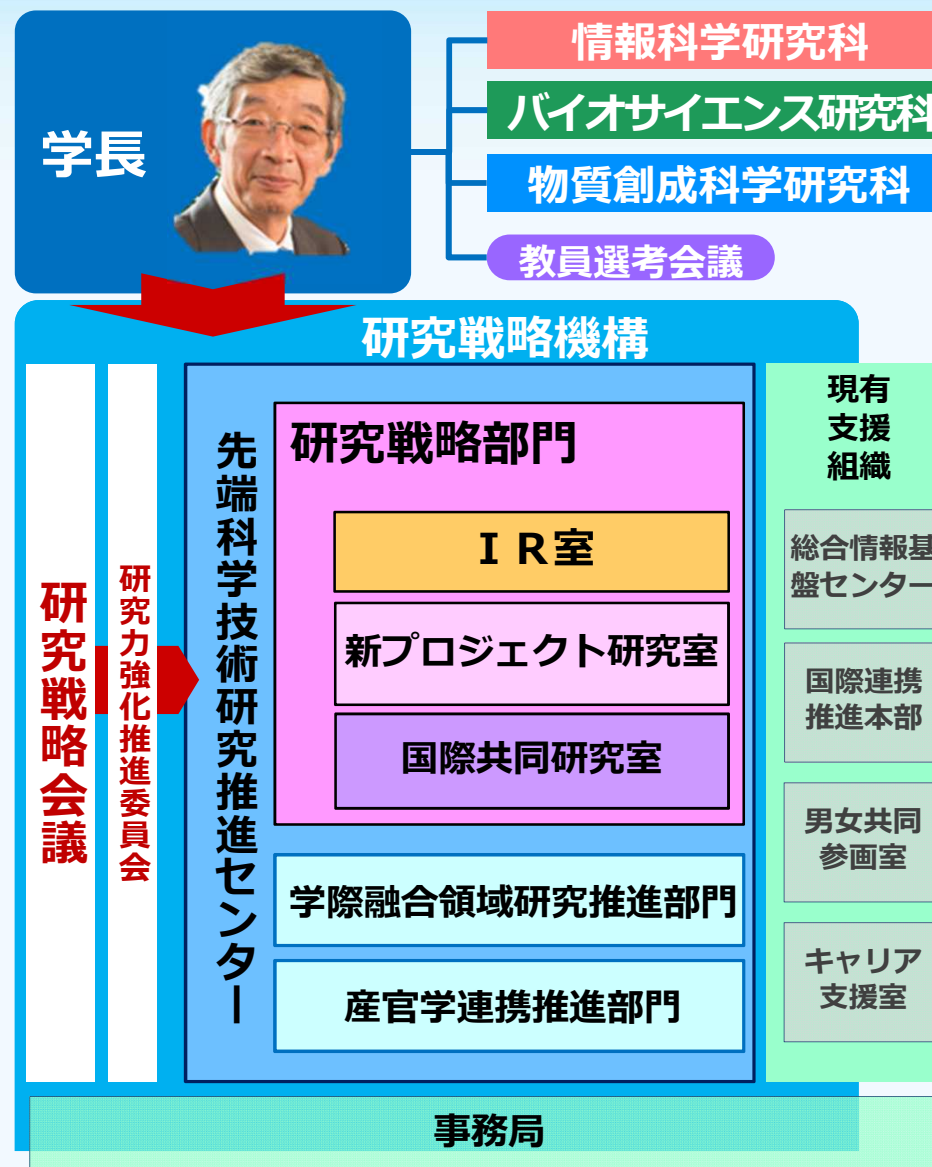 学長
情報科学研究科
バイオサイエンス研究科
物質創成科学研究科
教員選考会議
研究戦略機構
研究戦略会議
研究力強化推進委員会
先端科学技術研究推進センター
研究戦略部門
ＩＲ室
新プロジェクト研究室
国際共同研究室
学際融合領域研究推進部門
産官学連携推進部門
現有
支援
組織
総合情報基
盤センター
国際連携
推進本部
男女共同
参画室
キャリア
支援室
事務局